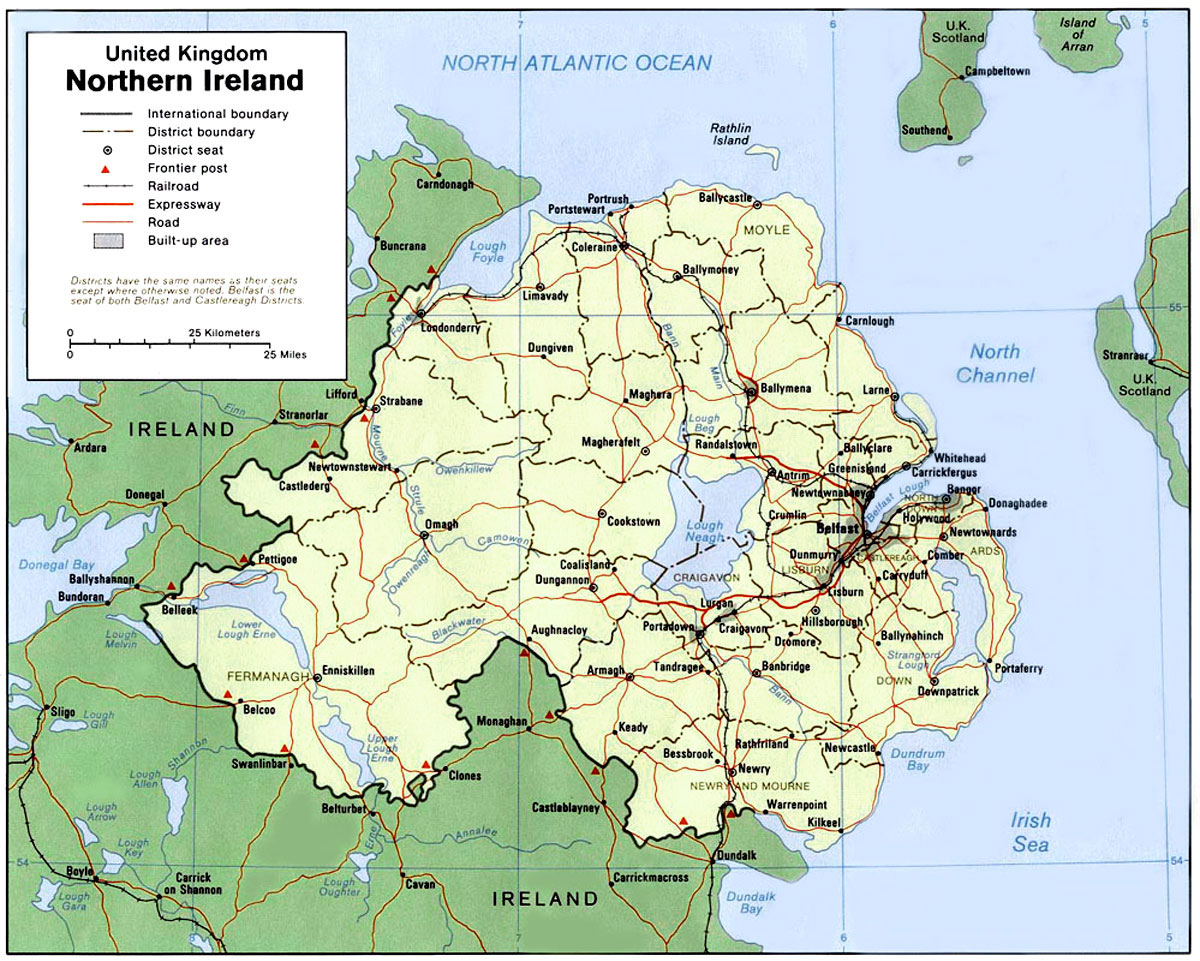 United Kingdom
Northern Ireland
International boundary
District boundary
District seat
Frontier post
Railroad
Expressway
Road
Built-up area
Districts have the same names as their seats
except where otherwise noted. Belfast is the
seat of both Belfast and Castlereagh Districts.
0 25 Kilometers
0 25 Miles
7
6
5
NORTH ATLANTIC OCEAN
U.K.
Scotland
Island
of
Arran
Campbeltown
Southend
Rathlin
Island
Carndonagh
Portrush
Portstewart
Ballycastle
MOYLE
Buncrana
Lough
Foyle
Coleraine
Ballymoney
Limavady
55
Foyle
Londonderry
Bann
Carnlough
Dungiven
Main
North
Channel
Stranraer
U.K.
Scotland
Lifford
Strabane
Maghera
Ballymena
Larne
Finn
Stranorlar
IRELAND
Ardara
Mourne
Lough
Beg
Magherafelt
Randalstown
Ballyclare
Whitehead
Greenisland
Carrickfergus
Newtownstewart
Owenkillew
Antrim
Castlederg
Donegal
Strule
Newtownabbey
Belfast Lough
NORTH
DOWN
Bangor
Donaghadee
Omagh
Cookstown
Lough
Neagh
Crumlin
Belfast
Holywood
Newtownards
Camowen
Owenreagh
Donegal Bay
Pettigoe
Dunmurry
CASTLEREAGH
Comber
ARDS
Ballyshannon
Coalisland
Dungannon
CRAIGAVON
LISBURN
Carryduff
Bundoran
Belleek
Lisburn
Lurgan
Hillsborough
Lower
Lough Erne
Blackwater
Aughnacloy
Portadown
Craigavon
Dromore
Ballynahinch
Lough
Melvin
Strangford
Lough
Portaferry
FERMANAGH
Enniskillen
Armagh
Tandragee
Banbridge
DOWN
Downpatrick
Bann
Belcoo
Sligo
Lough
Gill
Monaghan
Keady
Shannon
Upper
Lough
Erne
Swanlinbar
Clones
Bessbrook
Rathfriland
Newcastle
Dundrum
Bay
Newry
NEWRY AND MOURNE
Lough
Allen
Belturbet
Castleblayney
Warrenpoint
Kilkeel
Lough
Arrow
Erne
Annalee
Irish
Sea
Lough
Key
54
54
Dundalk
Boyle
Carrick
on Shannon
Lough
Oughter
Cavan
Carrickmacross
Lough
Gara
IRELAND
Dundalk
Bay
8
7
6
5